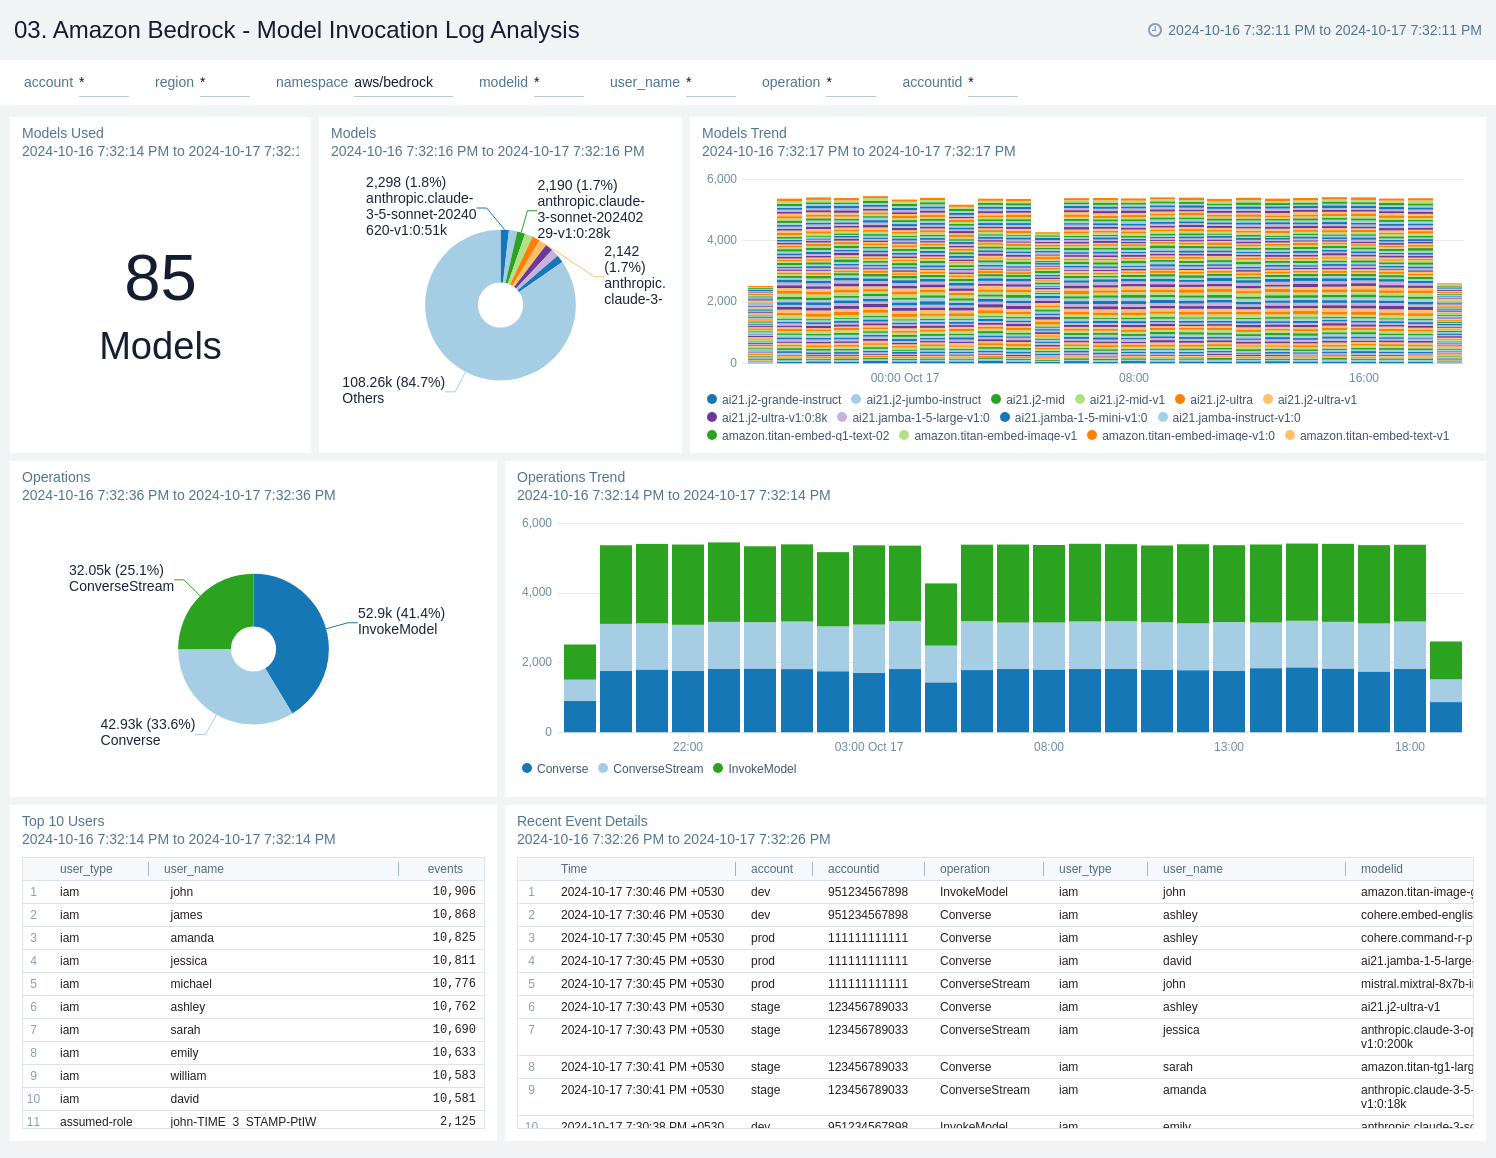 03. Amazon Bedrock - Model Invocation Log Analysis
2024-10-16 7:32:11 PM to 2024-10-17 7:32:11 PM
account * region * namespace aws/bedrock modelid * user_name * operation * accountid *
Models Used
2024-10-16 7:32:14 PM to 2024-10-17 7:32:1
85
Models
Models
2024-10-16 7:32:16 PM to 2024-10-17 7:32:16 PM
2,298 (1.8%)
anthropic.claude-
3-5-sonnet-20240
620-v1:0:51k
2,190 (1.7%)
anthropic.claude-
3-sonnet-202402
29-v1:0:28k
2,142
(1.7%)
anthropic.
claude-3-
108.26k (84.7%)
Others
Models Trend
2024-10-16 7:32:17 PM to 2024-10-17 7:32:17 PM
6,000
4,000
2,000
0
00:00 Oct 17 08:00 16:00
ai21.j2-grande-instruct ai21.j2-jumbo-instruct ai21.j2-mid ai21.j2-mid-v1 ai21.j2-ultra ai21.j2-ultra-v1
ai21.j2-ultra-v1:0:8k ai21.jamba-1-5-large-v1:0 ai21.jamba-1-5-mini-v1:0 ai21.jamba-instruct-v1:0
amazon.titan-embed-g1-text-02 amazon.titan-embed-image-v1 amazon.titan-embed-image-v1:0 amazon.titan-embed-text-v1
Operations
2024-10-16 7:32:36 PM to 2024-10-17 7:32:36 PM
32.05k (25.1%)
ConverseStream
52.9k (41.4%)
InvokeModel
42.93k (33.6%)
Converse
Operations Trend
2024-10-16 7:32:14 PM to 2024-10-17 7:32:14 PM
6,000
4,000
2,000
0
22:00 03:00 Oct 17 08:00 13:00 18:00
Converse ConverseStream InvokeModel
Top 10 Users
2024-10-16 7:32:14 PM to 2024-10-17 7:32:14 PM
user_type user_name events
1 iam john 10,906
2 iam james 10,868
3 iam amanda 10,825
4 iam jessica 10,811
5 iam michael 10,776
6 iam ashley 10,762
7 iam sarah 10,690
8 iam emily 10,633
9 iam william 10,583
10 iam david 10,581
11 assumed-role john-TIME_3_STAMP-PtIW 2,125
Recent Event Details
2024-10-16 7:32:26 PM to 2024-10-17 7:32:26 PM
Time account accountid operation user_type user_name modelid
1 2024-10-17 7:30:46 PM +0530 dev 951234567898 InvokeModel iam john amazon.titan-image-g
2 2024-10-17 7:30:46 PM +0530 dev 951234567898 Converse iam ashley cohere.embed-englis
3 2024-10-17 7:30:45 PM +0530 prod 111111111111 Converse iam ashley cohere.command-r-p
4 2024-10-17 7:30:45 PM +0530 prod 111111111111 Converse iam david ai21.jamba-1-5-large-
5 2024-10-17 7:30:45 PM +0530 prod 111111111111 ConverseStream iam john mistral.mixtral-8x7b-i
6 2024-10-17 7:30:43 PM +0530 stage 123456789033 Converse iam ashley ai21.j2-ultra-v1
7 2024-10-17 7:30:43 PM +0530 stage 123456789033 ConverseStream iam jessica anthropic.claude-3-op
v1:0:200k
8 2024-10-17 7:30:41 PM +0530 stage 123456789033 Converse iam sarah amazon.titan-tg1-larg
9 2024-10-17 7:30:41 PM +0530 stage 123456789033 ConverseStream iam amanda anthropic.claude-3-5-
v1:0:18k
10 2024-10-17 7:30:38 PM +0530 dev 951234567898 InvokeModel iam emily anthropic.claude-3-so